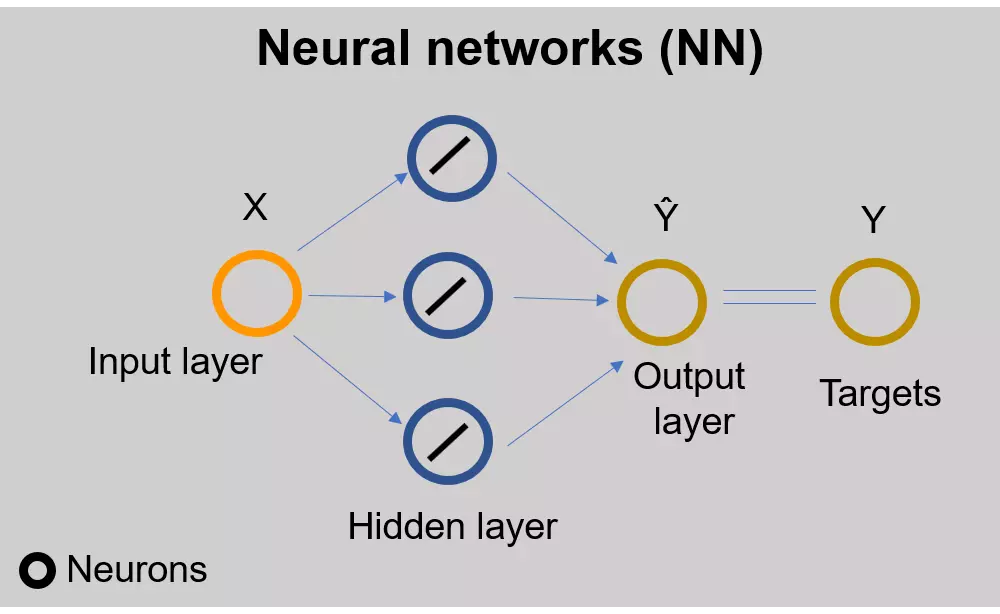 Neural networks (NN)
X
Ŷ
Y
Input layer
Output
layer
Targets
Hidden layer
Neurons